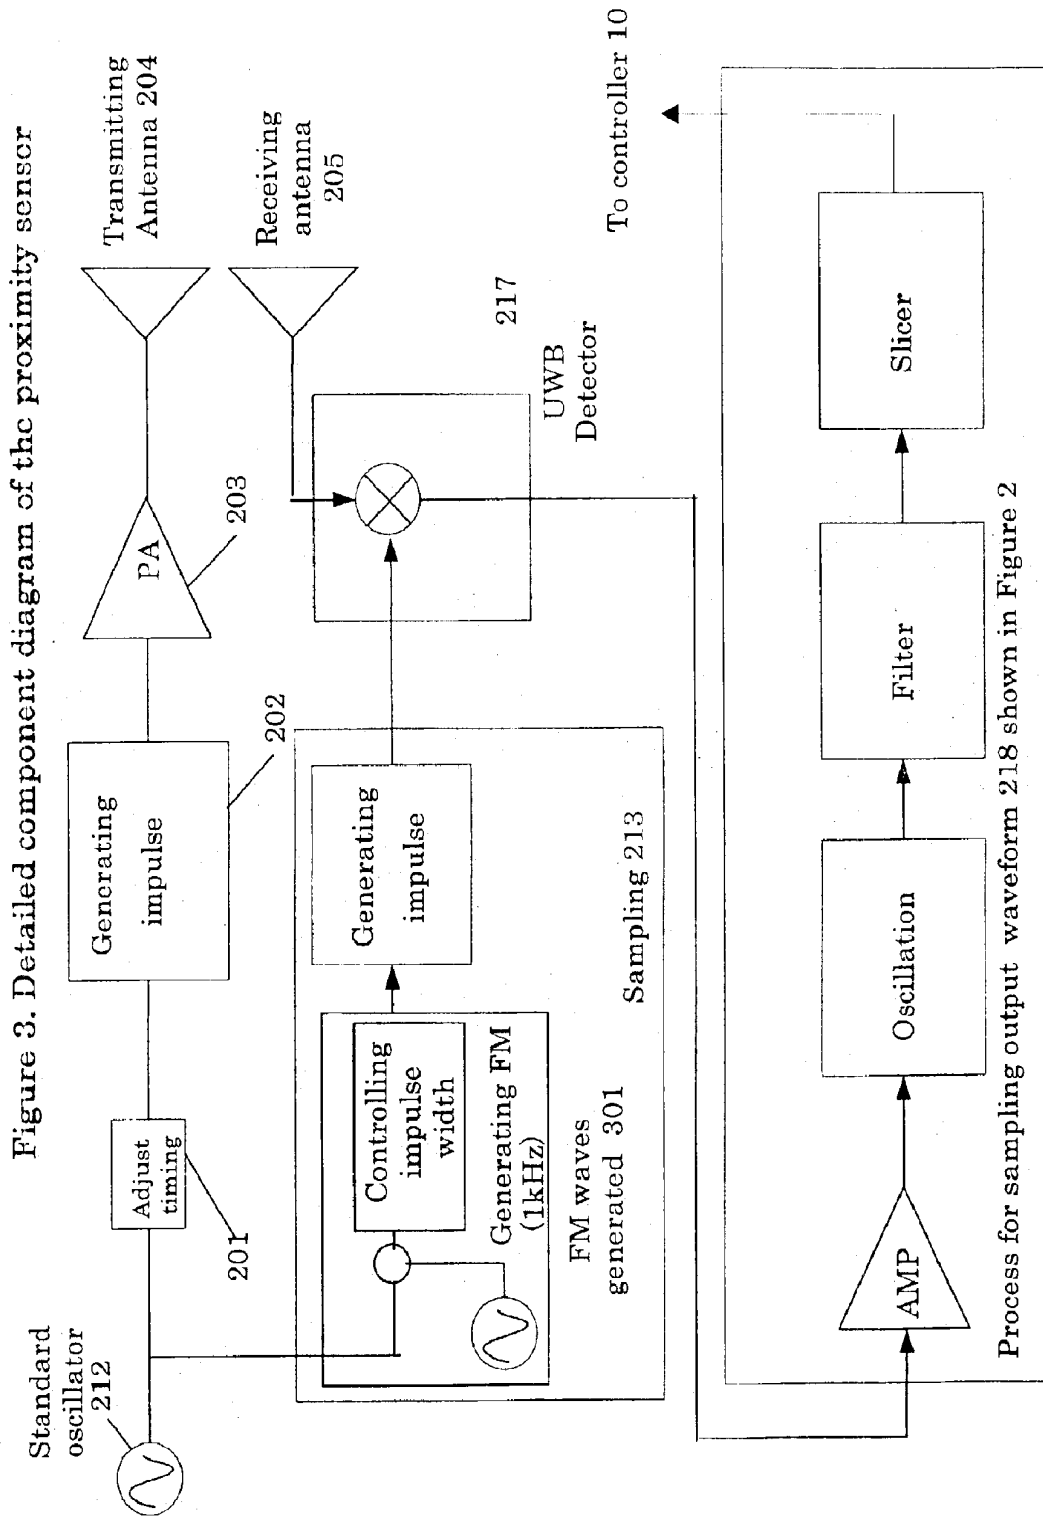 Figure 3. Detailed component diagram of the proximity sensor
Standard
oscillator
212
Adjust
timing
201
Generating
impulse
202
PA
203
Transmitting
Antenna 204
Receiving
antenna
205
Controlling
impulse
width
Generating FM
(1kHz)
FM waves
generated 301
Generating
impulse
Sampling 213
217
UWB
Detector
AMP
Oscillation
Filter
Slicer
To controller 10
Process for sampling output waveform 218 shown in Figure 2